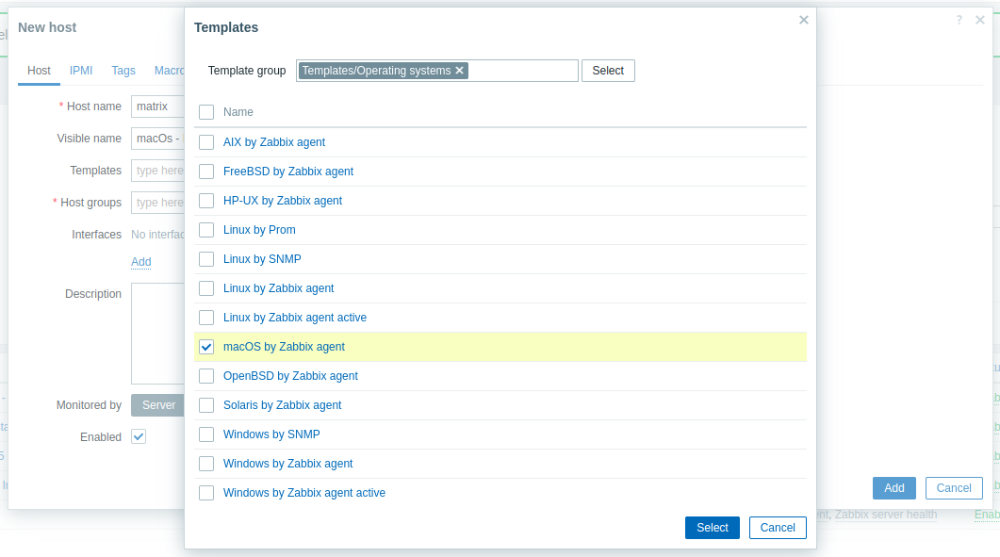 New host
?
Host IPMI Tags Macro
* Host name matrix
Visible name macOs -
Templates type here
* Host groups type here
Interfaces No interfac
Add
Description
Monitored by Server
Enabled
Add Cancel
Templates
Template group Templates/Operating systems Select
Name
AIX by Zabbix agent
FreeBSD by Zabbix agent
HP-UX by Zabbix agent
Linux by Prom
Linux by SNMP
Linux by Zabbix agent
Linux by Zabbix agent active
macOS by Zabbix agent
OpenBSD by Zabbix agent
Solaris by Zabbix agent
Windows by SNMP
Windows by Zabbix agent
Windows by Zabbix agent active
Select Cancel
ent, Zabbix server health Enab